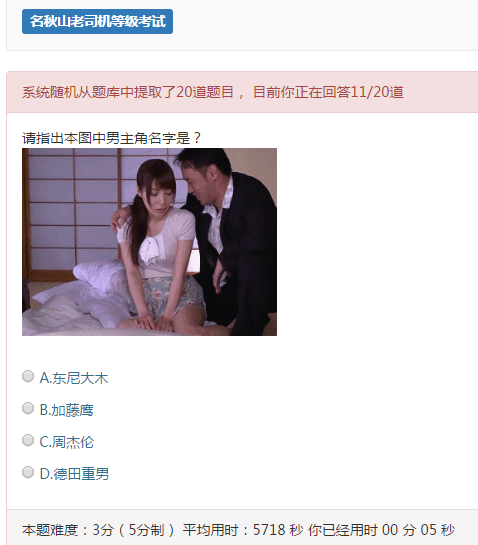 名秋山老司机等级考试
系统随机从题库中提取了20道题目， 目前你正在回答11/20道
请指出本图中男主角名字是？
A.东尼大木
B.加藤鹰
C.周杰伦
D.德田重男
本题难度：3分（5分制） 平均用时：5718 秒 你已经用时 00 分 05 秒